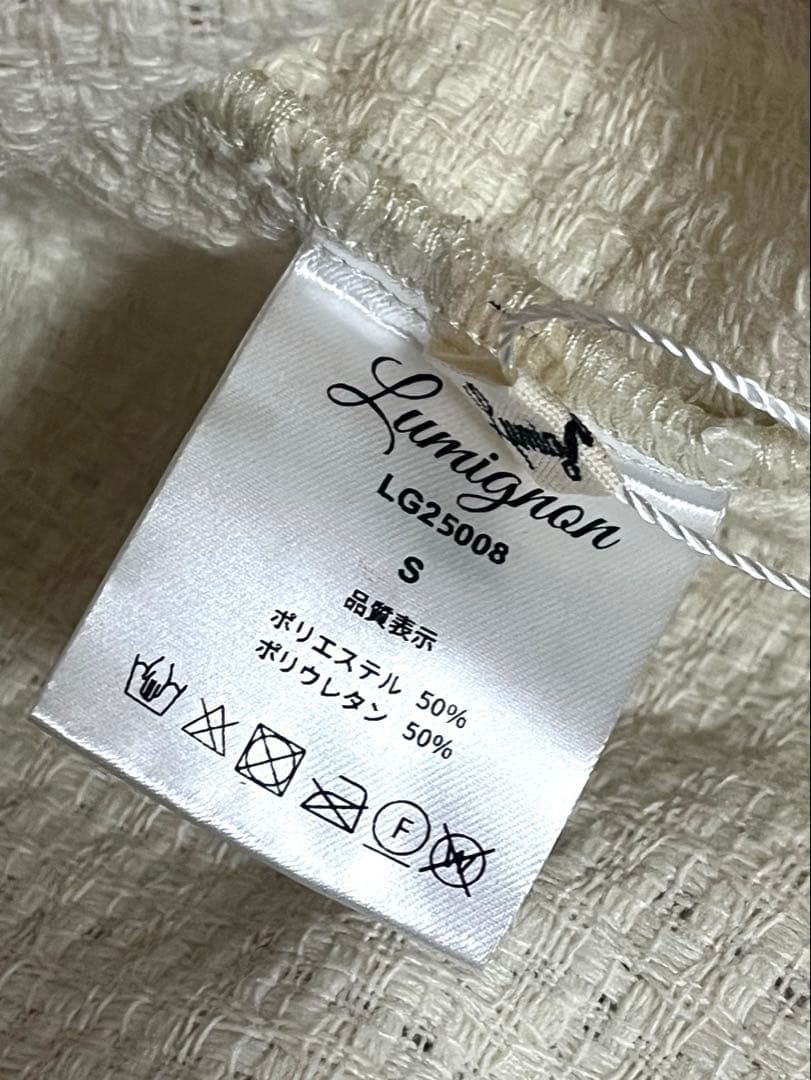 Lumignon
LG25008
S
品質表示
ポリエステル 50%
ポリウレタン 50%
F
W